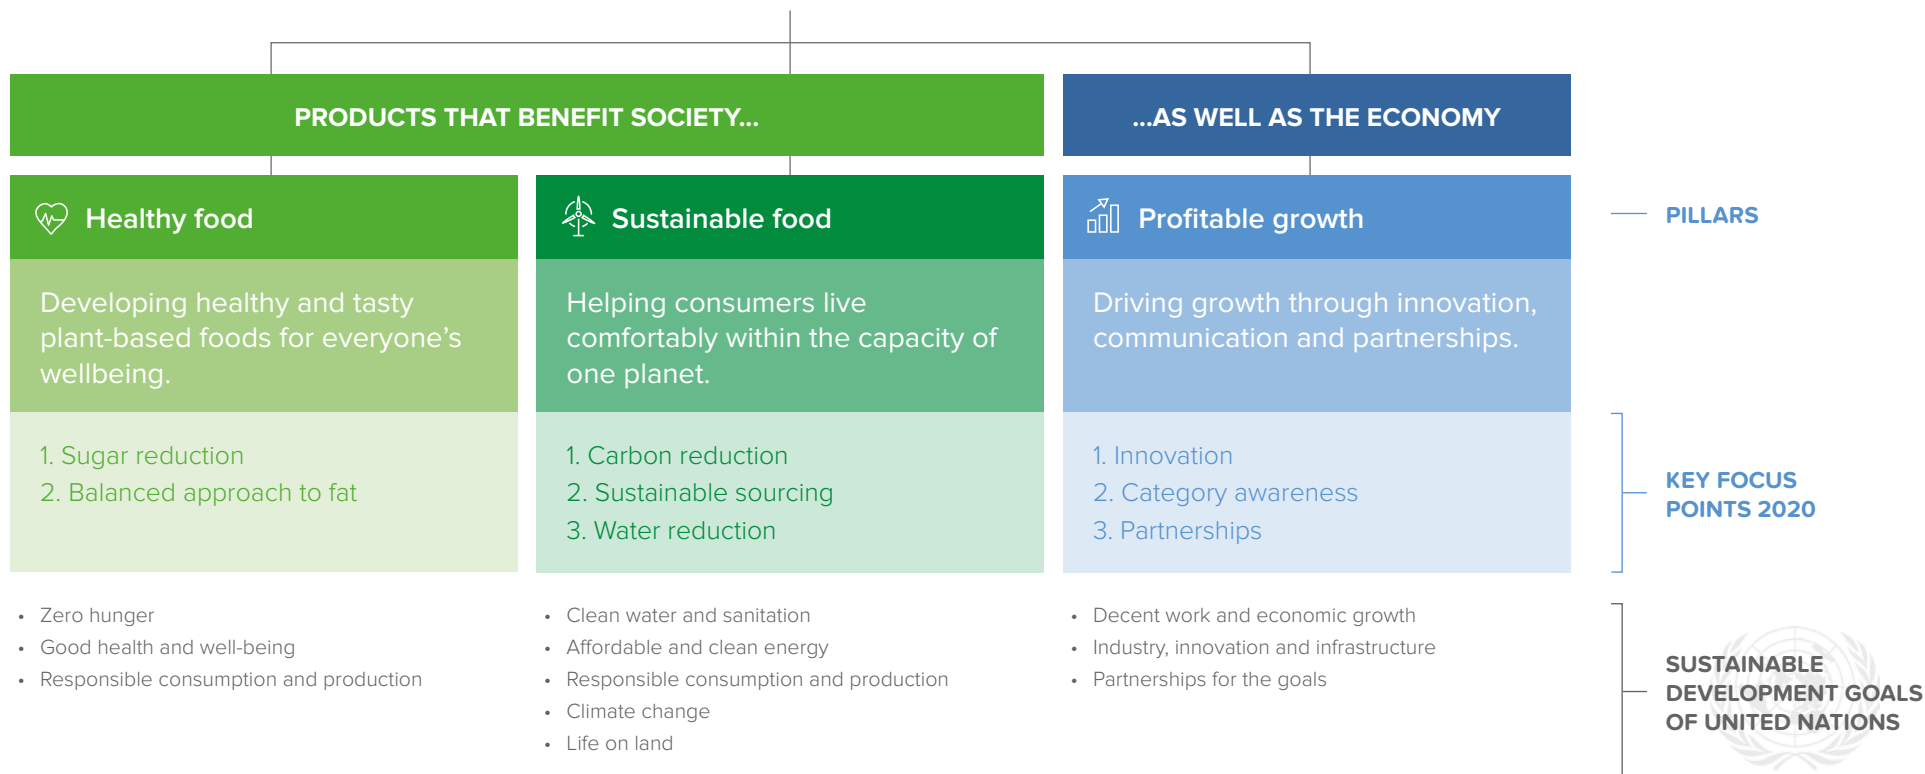 PRODUCTS THAT BENEFIT SOCIETY...
...AS WELL AS THE ECONOMY
Healthy food
Developing healthy and tasty
plant-based foods for everyone's
wellbeing.
1. Sugar reduction
2. Balanced approach to fat
• Zero hunger
• Good health and well-being
• Responsible consumption and production
Sustainable food
Helping consumers live
comfortably within the capacity of
one planet.
1. Carbon reduction
2. Sustainable sourcing
3. Water reduction
• Clean water and sanitation
• Affordable and clean energy
• Responsible consumption and production
• Climate change
• Life on land
Profitable growth
Driving growth through innovation,
communication and partnerships.
1. Innovation
2. Category awareness
3. Partnerships
• Decent work and economic growth
• Industry, innovation and infrastructure
• Partnerships for the goals
PILLARS
KEY FOCUS
POINTS 2020
SUSTAINABLE
DEVELOPMENT GOALS
OF UNITED NATIONS